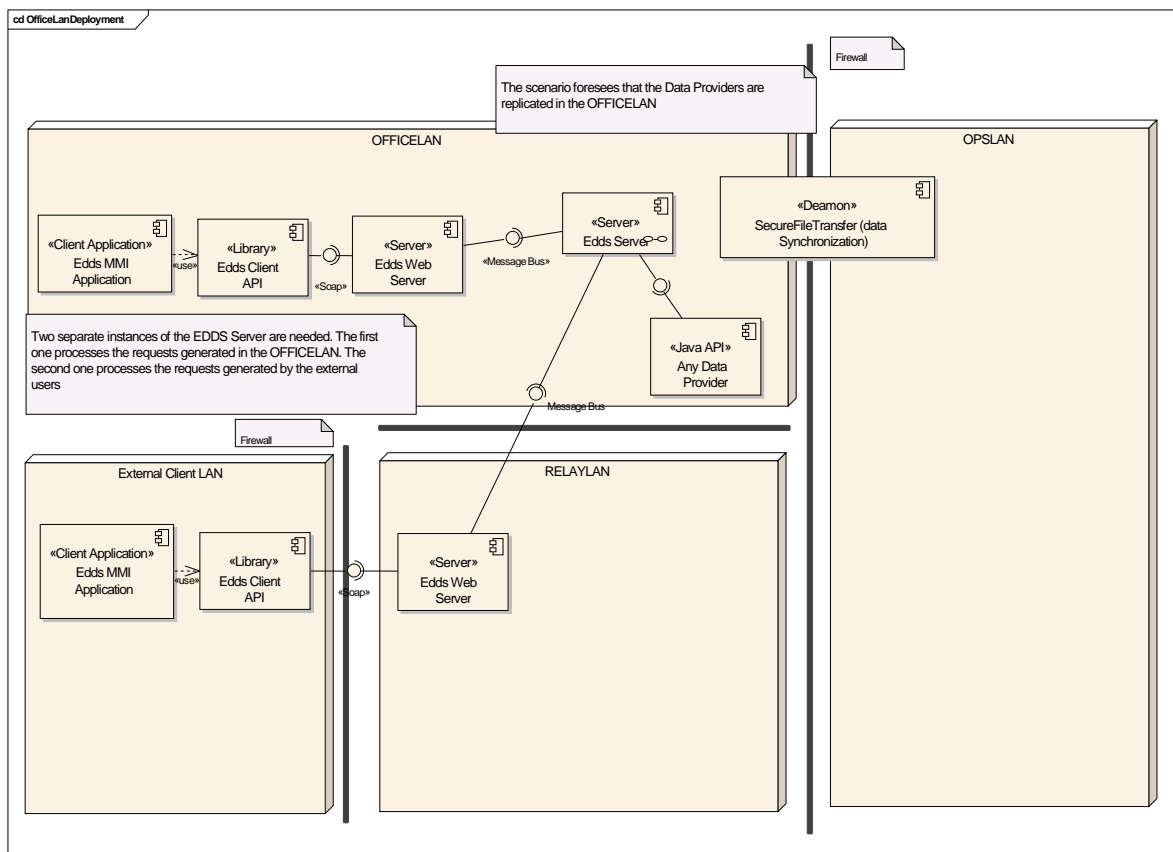 cd OfficeLanDeployment
Firewall
The scenario foresees that the Data Providers are
replicated in the OFFICELAN
OFFICELAN
OPSLAN
«Deamon»
SecureFileTransfer (data
Synchronization)
«Client Application»
Edds MMI
Application
«use»
«Library»
Edds Client
API
«Soap»
«Server»
Edds Web
Server
«Message Bus»
«Server»
Edds Server
«Java API»
Any Data
Provider
Two separate instances of the EDDS Server are needed. The first
one processes the requests generated in the OFFICELAN. The
second one processes the requests generated by the external
users
Message Bus
Firewall
External Client LAN
RELAYLAN
«Client Application»
Edds MMI
Application
«use»
«Library»
Edds Client
API
«Soap»
«Server»
Edds Web
Server